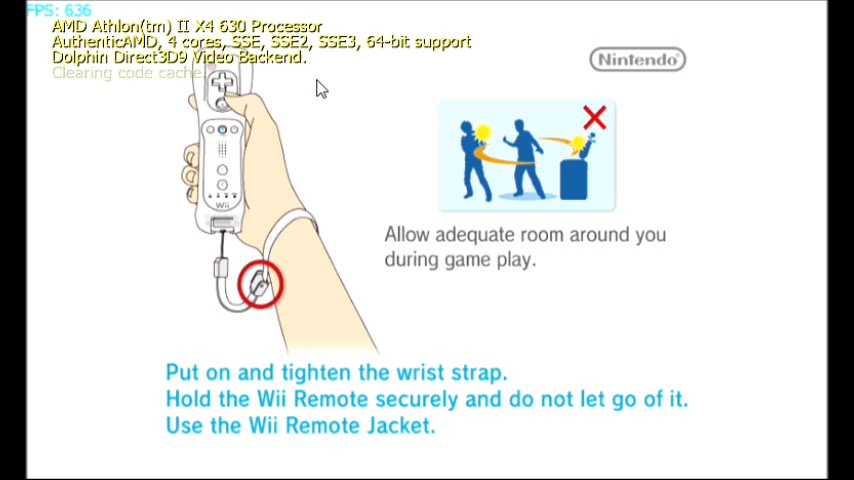 FPS: 636
AMD Athlon(tm) II X4 630 Processor
AuthenticAMD, 4 cores, SSE, SSE2, SSE3, 64-bit support
Dolphin Direct3D9 Video Backend.
Clearing code cache.
Nintendo
Wii
Allow adequate room around you
during game play.
Put on and tighten the wrist strap.
Hold the Wii Remote securely and do not let go of it.
Use the Wii Remote Jacket.